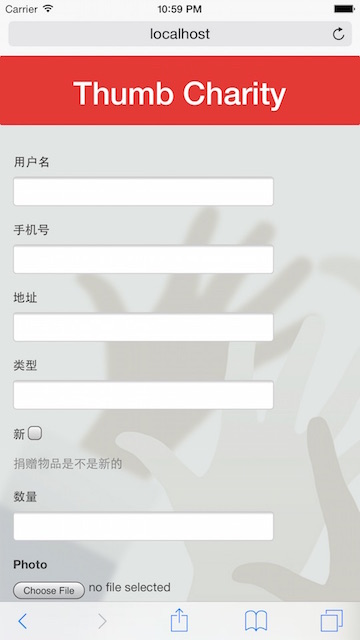 Carrier 10:59 PM
localhost
Thumb Charity
用户名
手机号
地址
类型
新
捐赠物品是不是新的
数量
Photo
Choose File no file selected